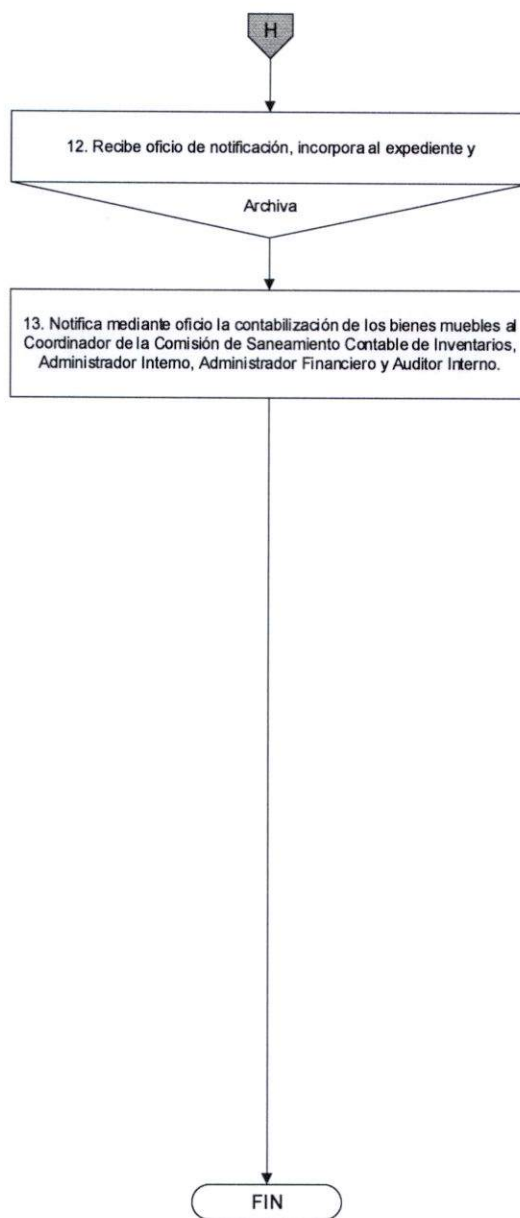 H
12. Recibe oficio de notificación, incorpora al expediente y
Archiva
13. Notifica mediante oficio la contabilización de los bienes muebles al
Coordinador de la Comisión de Saneamiento Contable de Inventarios,
Administrador Interno, Administrador Financiero y Auditor Interno.
FIN